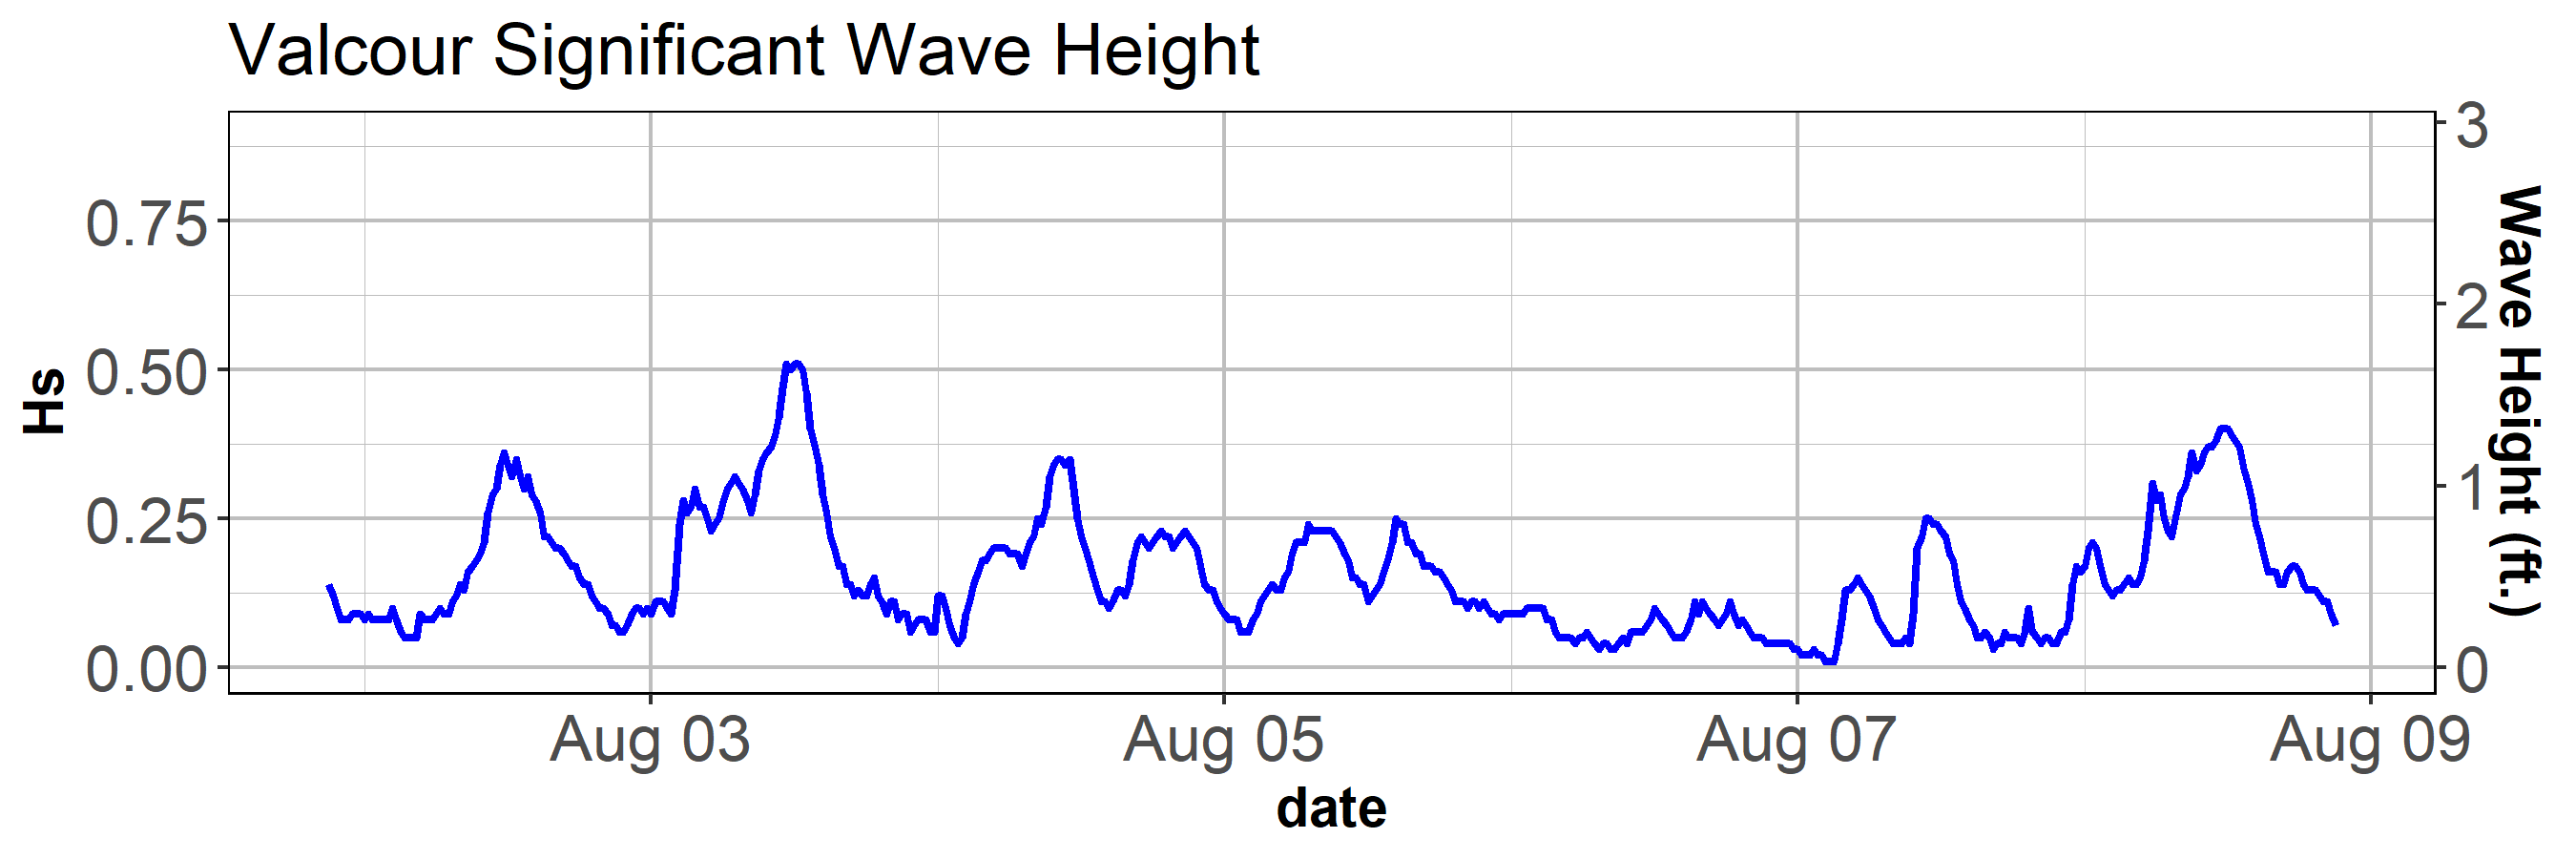 Valcour Significant Wave Height
Hs
0.75
0.50
0.25
0.00
3
2
1
0
Wave Height (ft.)
Aug 03
Aug 05
Aug 07
Aug 09
date